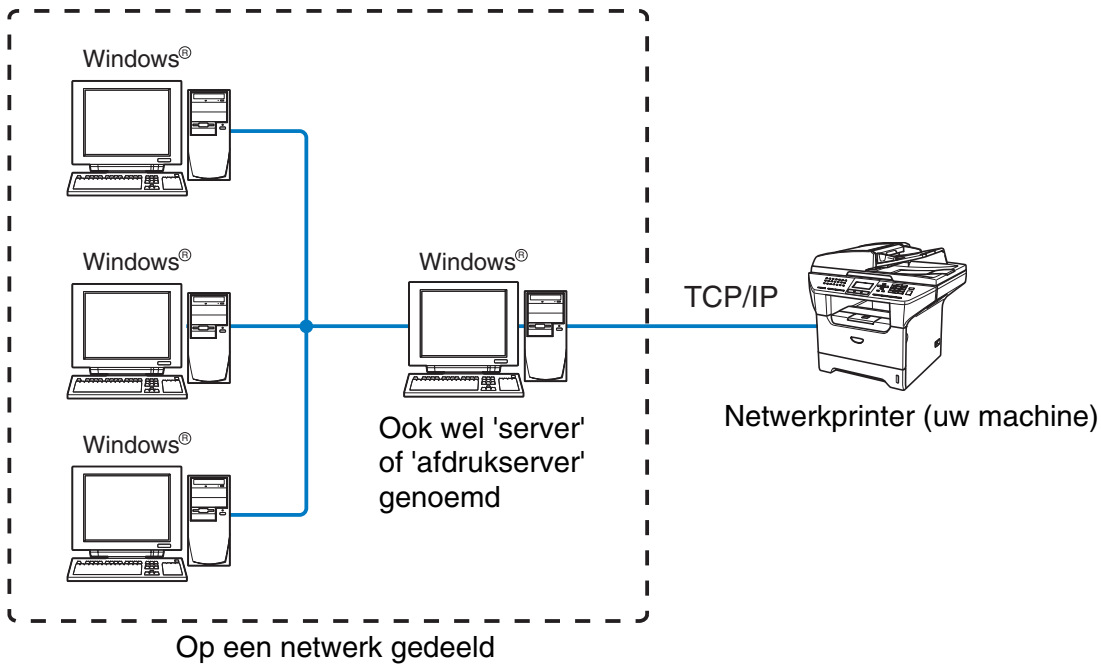 Windows®
Windows®
Windows®
Windows®
TCP/IP
Ook wel 'server'
of 'afdrukserver'
genoemd
Netwerkprinter (uw machine)
Op een netwerk gedeeld